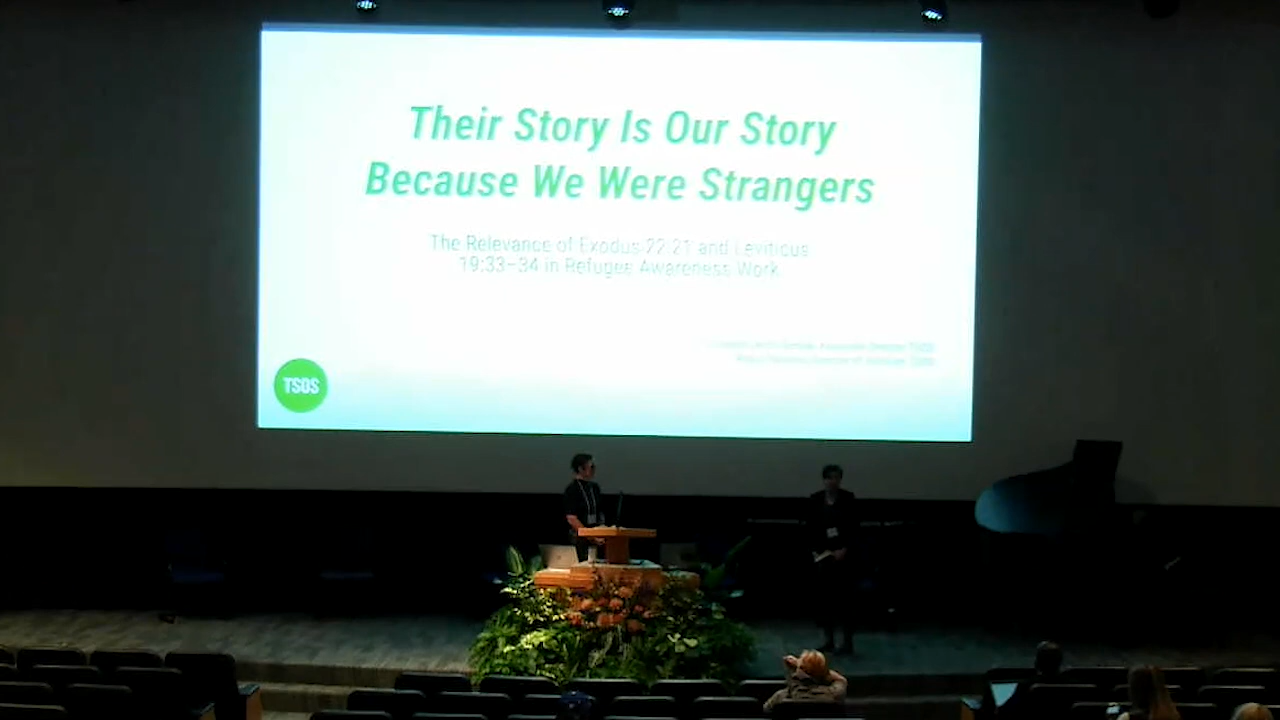 Their Story Is Our Story
Because We Were Strangers
The Relevance of Exodus 22:21 and Leviticus
19:33–34 in Refugee Awareness Work
TSOS